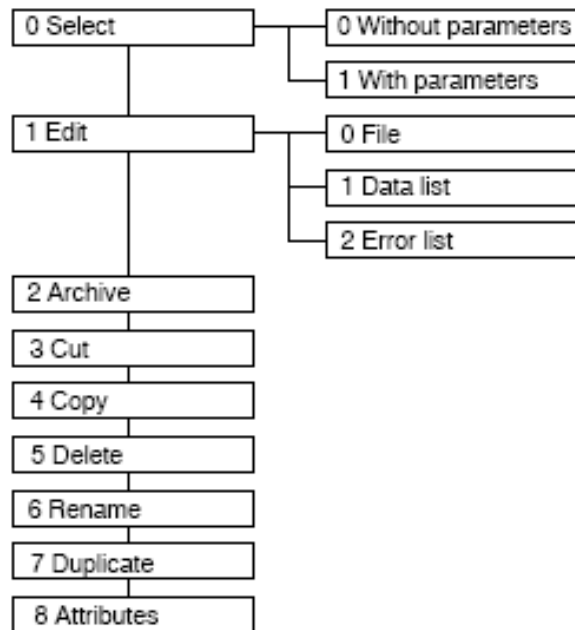 0 Select
0 Without parameters
1 With parameters
1 Edit
0 File
1 Data list
2 Error list
2 Archive
3 Cut
4 Copy
5 Delete
6 Rename
7 Duplicate
8 Attributes